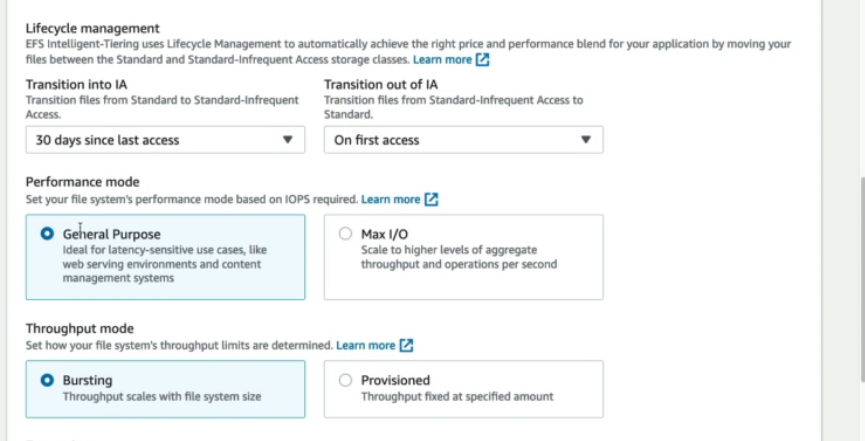 Lifecycle management
EFS Intelligent-Tiering uses Lifecycle Management to automatically achieve the right price and performance blend for your application by moving your
files between the Standard and Standard-Infrequent Access storage classes. Learn more
Transition into IA
Transition files from Standard to Standard-Infrequent
Access.
30 days since last access
Transition out of IA
Transition files from Standard-Infrequent Access to
Standard.
On first access
Performance mode
Set your file system's performance mode based on IOPS required. Learn more
General Purpose
Ideal for latency-sensitive use cases, like
web serving environments and content
management systems
Max I/O
Scale to higher levels of aggregate
throughput and operations per second
Throughput mode
Set how your file system's throughput limits are determined. Learn more
Bursting
Throughput scales with file system size
Provisioned
Throughput fixed at specified amount